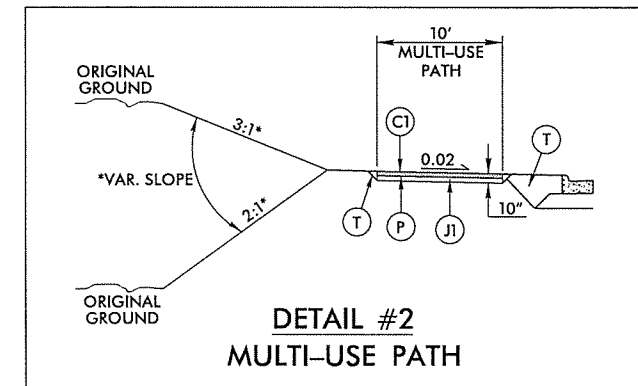 10'
MULTI-USE
PATH
ORIGINAL
GROUND
3:1*
*VAR. SLOPE
2:1*
ORIGINAL
GROUND
C1
0.02
T
T
P
J1
10"
DETAIL #2
MULTI-USE PATH